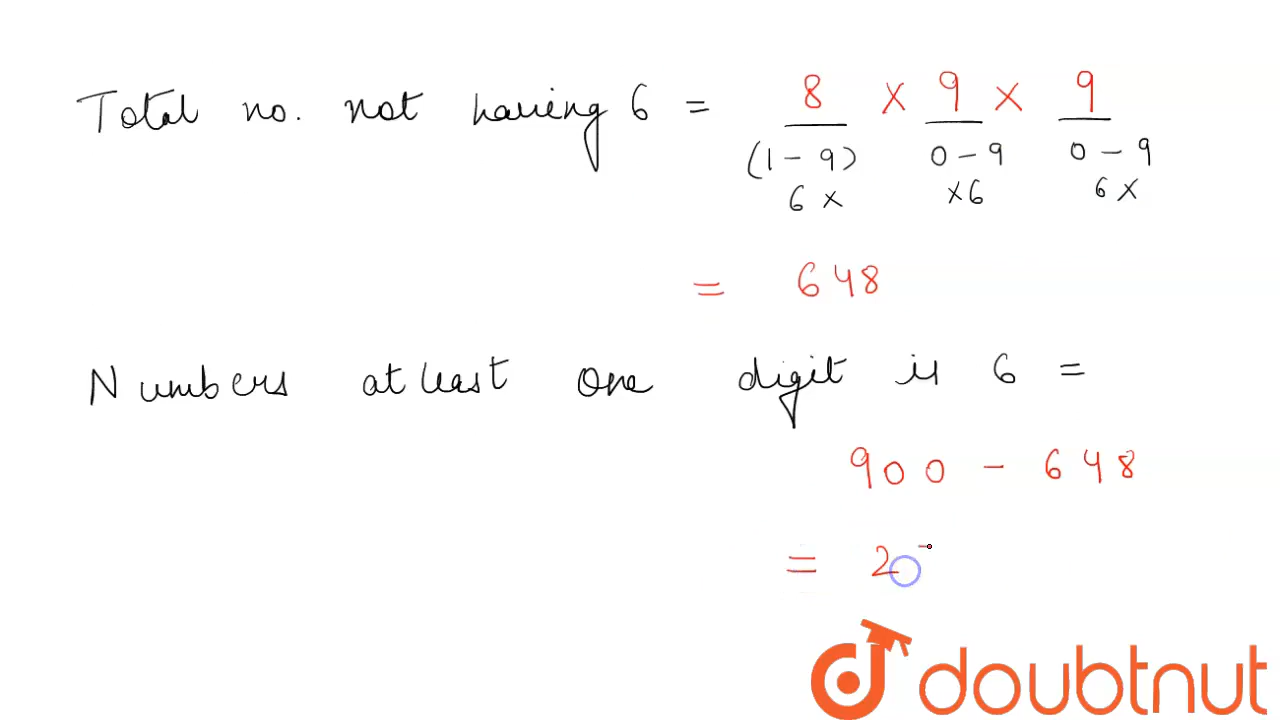 Total no. not having 6 = 8 × 9 × 9
(1 - 9) 0 - 9 0 - 9
6 × × 6 6 ×
= 648
Numbers atleast one digit is 6 =
900 - 648
= 2
doubtnut